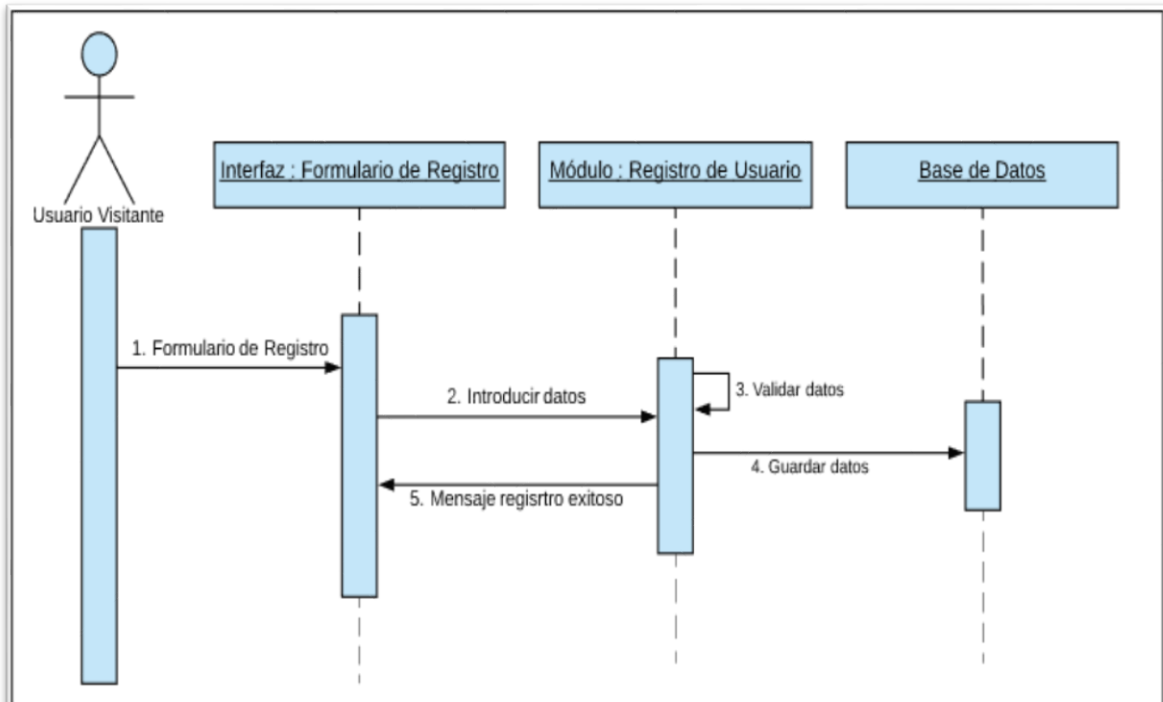 Interfaz : Formulario de Registro
Módulo : Registro de Usuario
Base de Datos
Usuario Visitante
1. Formulario de Registro
2. Introducir datos
3. Validar datos
4. Guardar datos
5. Mensaje regisrtro exitoso